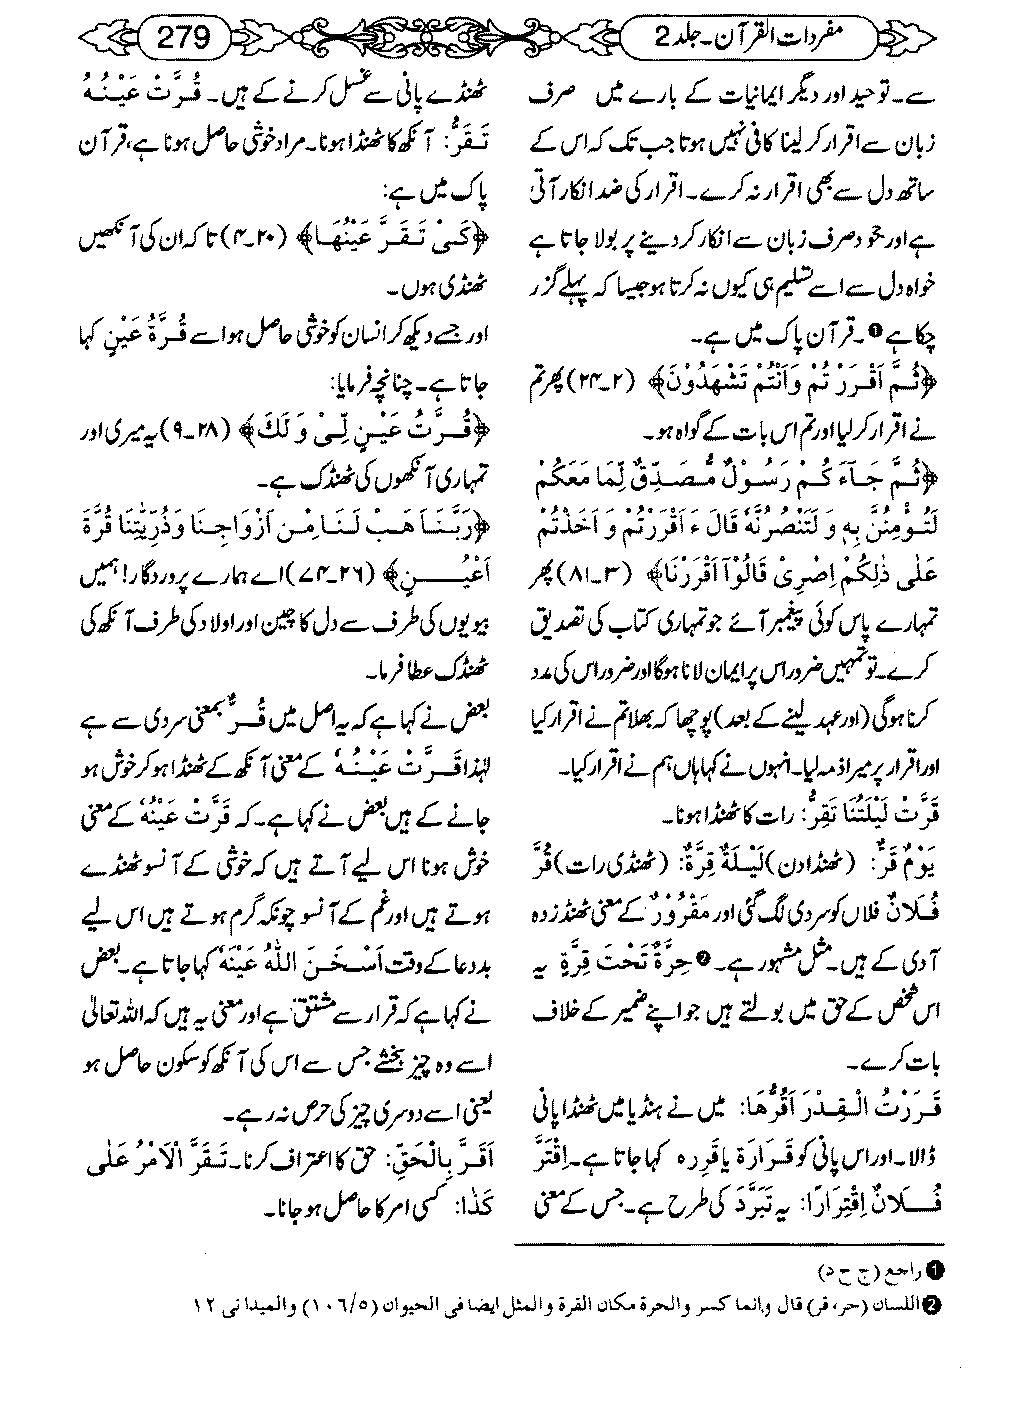 مفردات القرآن۔جلد 2
279
سے۔توحید اور دیگر ایمانیات کے بارے میں صرف
زبان سے اقرار کر لینا کافی نہیں ہوتا جب تک کہ اس کے
ساتھ دل سے بھی اقرار نہ کرے۔ اقرار کی ضد انکار آتی
ہے اور جحود صرف زبان سے انکار کر دینے پر بولا جاتا ہے
خواہ دل سے اسے تسلیم ہی کیوں نہ کرتا ہو جیسا کہ پہلے گزر
چکا ہے❶۔قرآن پاک میں ہے۔
﴿ثُمَّ اَقْرَرْتُمْ وَاَنْتُمْ تَشْهَدُوْنَ﴾ (۲۔۲۴)پھر تم
نے اقرار کر لیا اور تم اس بات کے گواہ ہو۔
﴿ثُمَّ جَآءَ كُمْ رَسُوْلٌ مُّصَدِّقٌ لِّمَا مَعَكُمْ
لَتُؤْمِنُنَّ بِهٖ وَ لَتَنْصُرُنَّهٗ قَالَ ءَ اَقْرَرْتُمْ وَ اَخَذْتُمْ
عَلٰى ذٰلِكُمْ اِصْرِىْ قَالُوْآ اَقْرَرْنَا﴾ (۳۔۸۱)پھر
تمہارے پاس کوئی پیغمبر آئے جو تمہاری کتاب کی تصدیق
کرے۔تو تمہیں ضرور اس پر ایمان لانا ہوگا اور ضرور اس کی مدد
کرنا ہوگی (اور عہد لینے کے بعد)پوچھا کہ بھلا تم نے اقرار کیا
اور اقرار پر میرا ذمہ لیا۔انہوں نے کہا ہاں ہم نے اقرار کیا۔
قَرَّتْ لَيْلَتُنَا تَقِرُّ: رات کا ٹھنڈا ہونا۔
يَوْمٌ قَرٌّ: (ٹھنڈا دن)لَيْلَةٌ قِرَّةٌ: (ٹھنڈی رات)قُرَّ
فُلَانٌ فلاں کو سردی لگ گئی اور مَقْرُوْرٌ کے معنی ٹھنڈ زدہ
آدمی کے ہیں۔مثل مشہور ہے۔❷حِرَّةٌ تَحْتَ قِرَّةٍ یہ
اس شخص کے حق میں بولتے ہیں جو اپنے ضمیر کے خلاف
بات کرے۔
قَرَرْتُ الْقِدْرَ اَقُرُّهَا: میں نے ہنڈیا میں ٹھنڈا پانی
ڈالا۔اور اس پانی کو قَرَارَة یا قَرِرہ کہا جاتا ہے۔اِقْتَرَّ
فُلَانٌ اِقْتِرَارًا: یہ تَبَرَّدَ کی طرح ہے۔جس کے معنی
ٹھنڈے پانی سے غسل کرنے کے ہیں۔ قُرَّتْ عَيْنُهٗ
تَقَرُّ: آنکھ کا ٹھنڈا ہونا۔مراد خوشی حاصل ہونا ہے،قرآن
پاک میں ہے:
﴿كَىْ تَقَرَّ عَيْنُهَا﴾ (۲۰۔۴)تا کہ ان کی آنکھیں
ٹھنڈی ہوں۔
اور جسے دیکھ کر انسان کو خوشی حاصل ہو اسے قُرَّةُ عَيْنٍ کہا
جاتا ہے۔چنانچہ فرمایا:
﴿قُرَّتُ عَيْنٍ لِّىْ وَ لَكَ﴾ (۲۸۔۹)یہ میری اور
تمہاری آنکھوں کی ٹھنڈک ہے۔
﴿رَبَّنَا هَبْ لَنَا مِنْ اَزْوَاجِنَا وَذُرِّيّٰتِنَا قُرَّةَ
اَعْيُنٍ﴾ (۲۶۔۷۴)اے ہمارے پروردگار! ہمیں
بیویوں کی طرف سے دل کا چین اور اولاد کی طرف آنکھ کی
ٹھنڈک عطا فرما۔
بعض نے کہا ہے کہ یہ اصل میں قُرٌّ بمعنی سردی سے ہے
لہٰذا قَرَّتْ عَيْنُهٗ کے معنی آنکھ کے ٹھنڈا ہو کر خوش ہو
جانے کے ہیں بعض نے کہا ہے۔کہ قَرَّتْ عَيْنُهٗ کے معنی
خوش ہونا اس لیے آتے ہیں کہ خوشی کے آنسو ٹھنڈے
ہوتے ہیں اور غم کے آنسو چونکہ گرم ہوتے ہیں اس لیے
بددعا کے وقت اَسْخَنَ اللّٰهُ عَيْنَهٗ کہا جاتا ہے۔بعض
نے کہا ہے کہ قرار سے مشتق ہے اور معنی یہ ہیں کہ اللہ تعالیٰ
اسے وہ چیز بخشے جس سے اس کی آنکھ کو سکون حاصل ہو
یعنی اسے دوسری چیز کی حرص نہ رہے۔
اَقَرَّ بِالْحَقِّ: حق کا اعتراف کرنا۔تَقَرَّ الْاَمْرُ عَلٰى
كَذَا: کسی امر کا حاصل ہو جانا۔
❶ راجع (ج ح د)
❷ اللسان (حر، قر) قال وانما كسر والحرة مكان القرة والمثل ايضا فى الحيوان (١٠٦/٥) والميدانى ١٢